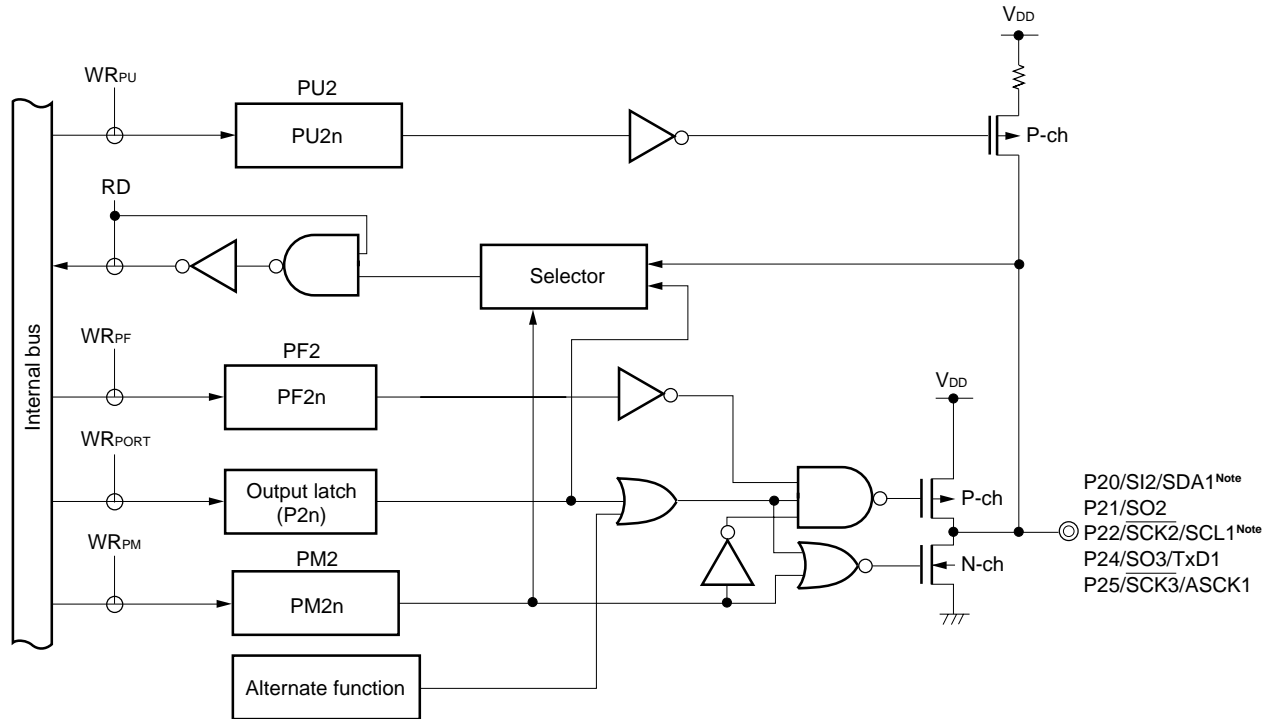 VDD
WRPU
PU2
PU2n
P-ch
RD
Selector
WRPF
PF2
PF2n
VDD
Internal bus
WRPORT
Output latch
(P2n)
P-ch
P20/SI2/SDA1Note
P21/SO2
P22/SCK2/SCL1Note
P24/SO3/TxD1
P25/SCK3/ASCK1
WRPM
PM2
PM2n
N-ch
Alternate function